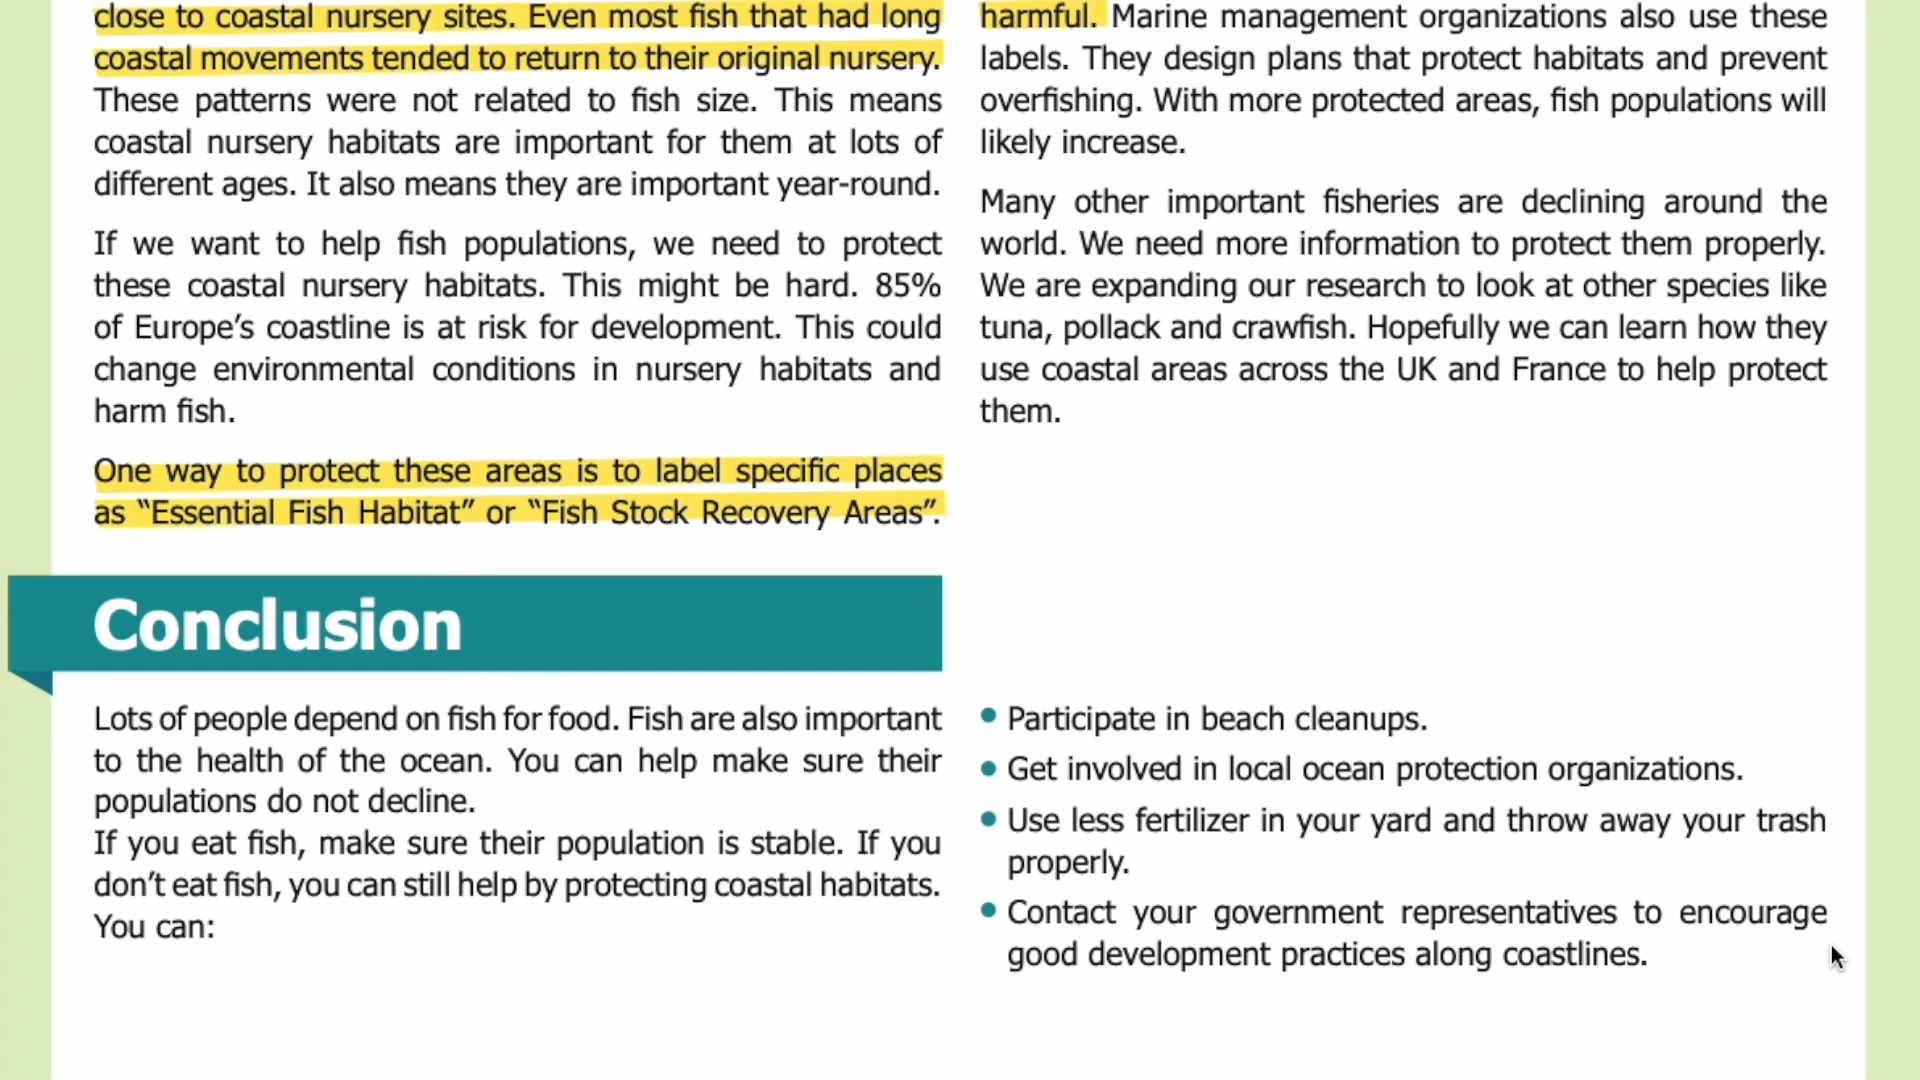 close to coastal nursery sites. Even most fish that had long
coastal movements tended to return to their original nursery.
These patterns were not related to fish size. This means
coastal nursery habitats are important for them at lots of
different ages. It also means they are important year-round.
If we want to help fish populations, we need to protect
these coastal nursery habitats. This might be hard. 85%
of Europe’s coastline is at risk for development. This could
change environmental conditions in nursery habitats and
harm fish.
One way to protect these areas is to label specific places
as “Essential Fish Habitat” or “Fish Stock Recovery Areas”.
harmful. Marine management organizations also use these
labels. They design plans that protect habitats and prevent
overfishing. With more protected areas, fish populations will
likely increase.
Many other important fisheries are declining around the
world. We need more information to protect them properly.
We are expanding our research to look at other species like
tuna, pollack and crawfish. Hopefully we can learn how they
use coastal areas across the UK and France to help protect
them.
Conclusion
Lots of people depend on fish for food. Fish are also important
to the health of the ocean. You can help make sure their
populations do not decline.
If you eat fish, make sure their population is stable. If you
don’t eat fish, you can still help by protecting coastal habitats.
You can:
• Participate in beach cleanups.
• Get involved in local ocean protection organizations.
• Use less fertilizer in your yard and throw away your trash
properly.
• Contact your government representatives to encourage
good development practices along coastlines.